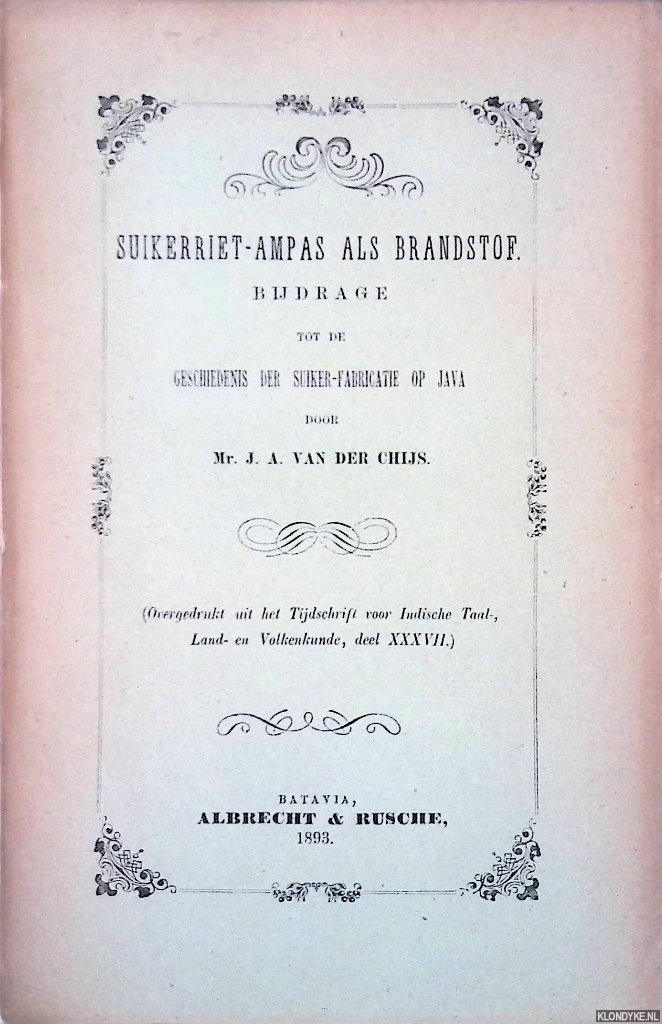 SUIKERRIET-AMPAS ALS BRANDSTOF.
BIJDRAGE
TOT DE
GESCHIEDENIS DER SUIKER-FABRICATIE OP JAVA
DOOR
Mr. J. A. VAN DER CHIJS.
(Overgedrukt uit het Tijdschrift voor Indische Taal-,
Land- en Volkenkunde, deel XXXVII.)
BATAVIA,
ALBRECHT & RUSCHE,
1893.
KLONDYKE.NL